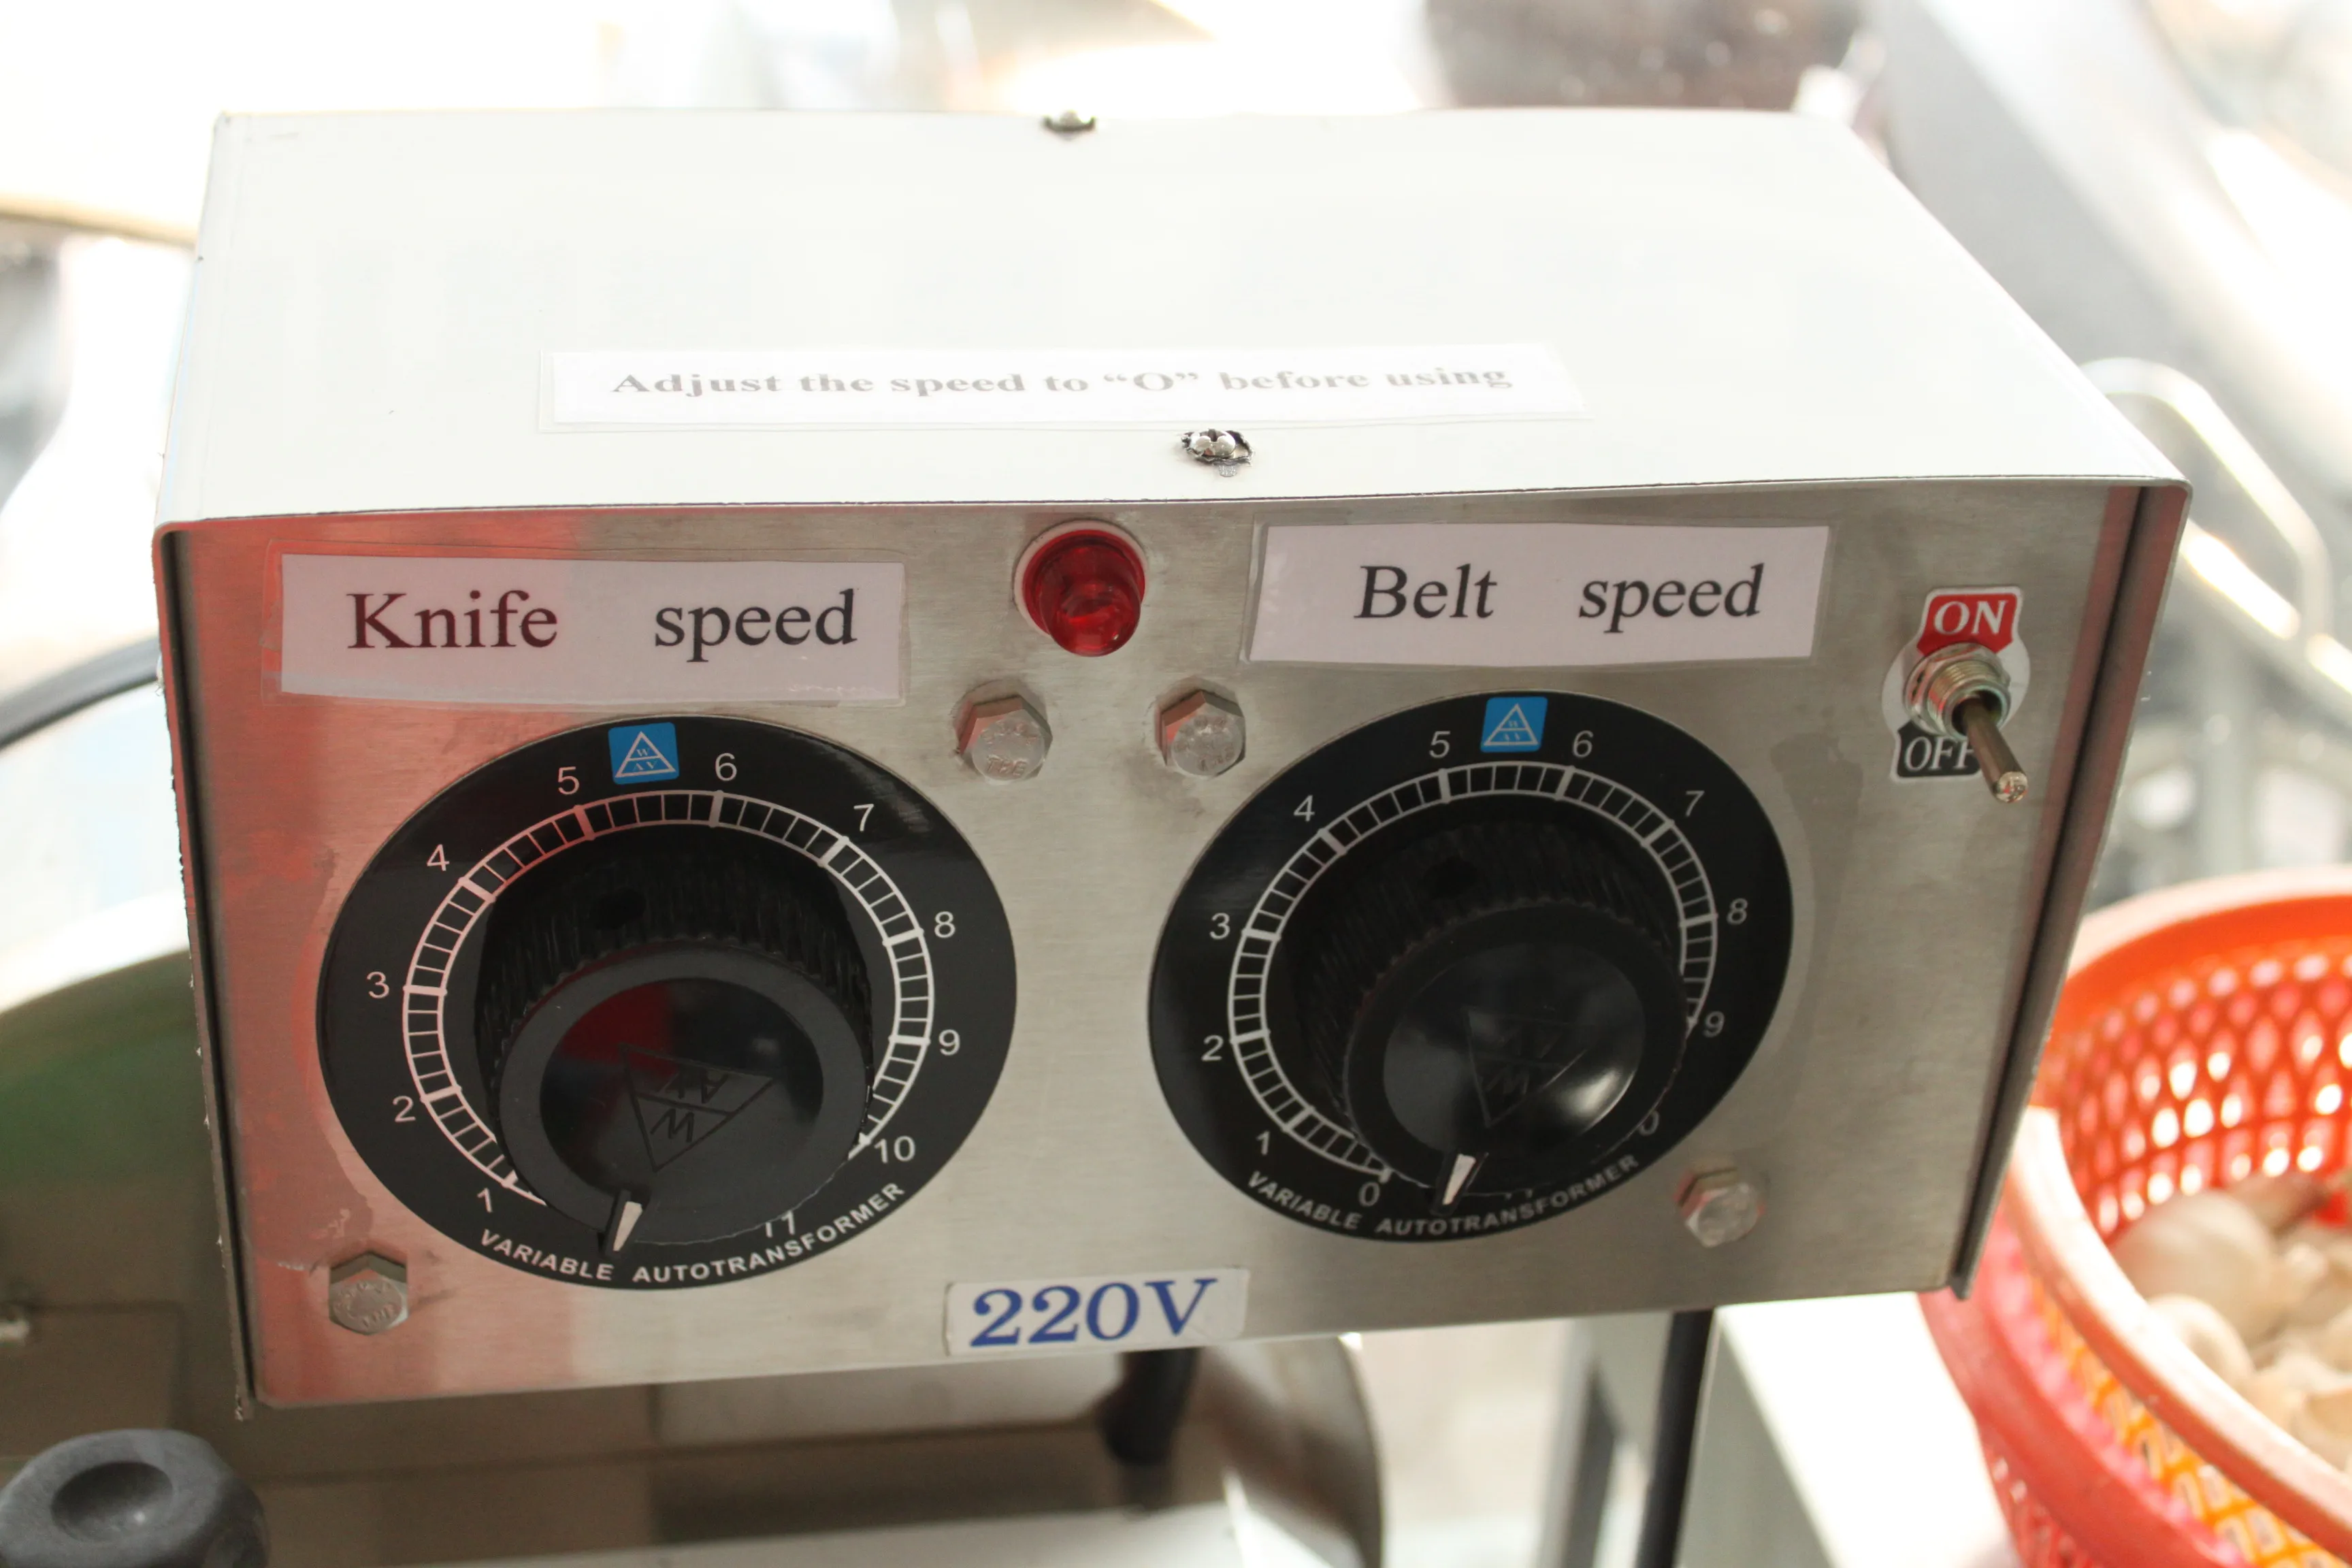 Adjust the speed to “O” before using
Knife speed
Belt speed
ON
OFF
5 6
4 7
3 8
2 9
1 10
11
VARIABLE AUTOTRANSFORMER
5 6
4 7
3 8
2 9
1
0
VARIABLE AUTOTRANSFORMER
220V